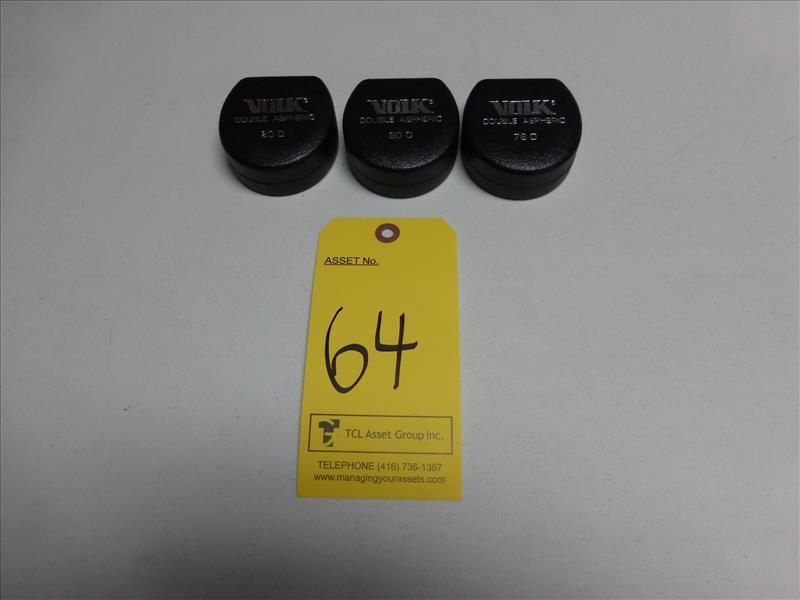 VOLK®
DOUBLE ASPHERIC
20 D
VOLK®
DOUBLE ASPHERIC
90 D
VOLK®
DOUBLE ASPHERIC
78 D
ASSET No.
64
TCL Asset Group Inc.
TELEPHONE (416) 736-1367
www.managingyourassets.com